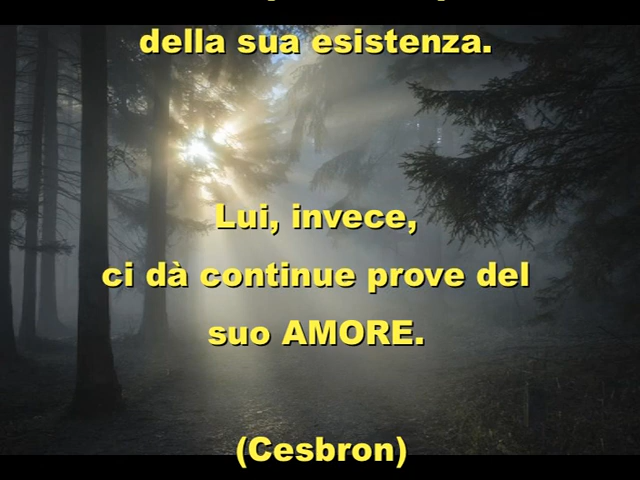 della sua esistenza.
Lui, invece,
ci dà continue prove del
suo AMORE.
(Cesbron)